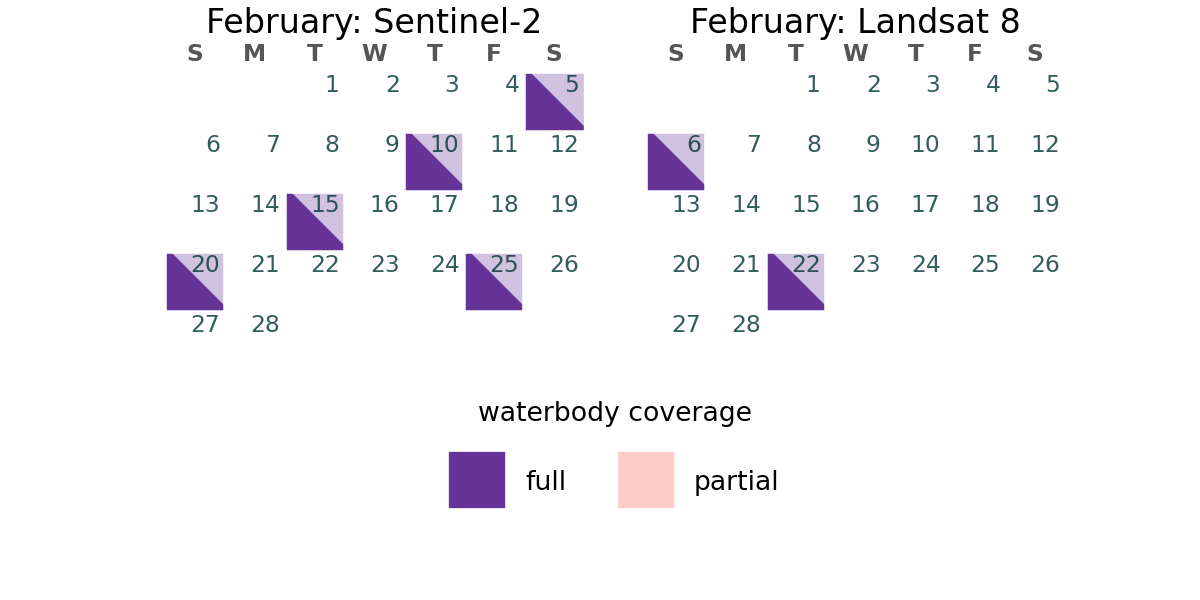 February: Sentinel-2
S M T W T F S
1 2 3 4 5
6 7 8 9 10 11 12
13 14 15 16 17 18 19
20 21 22 23 24 25 26
27 28
February: Landsat 8
S M T W T F S
1 2 3 4 5
6 7 8 9 10 11 12
13 14 15 16 17 18 19
20 21 22 23 24 25 26
27 28
waterbody coverage
full partial